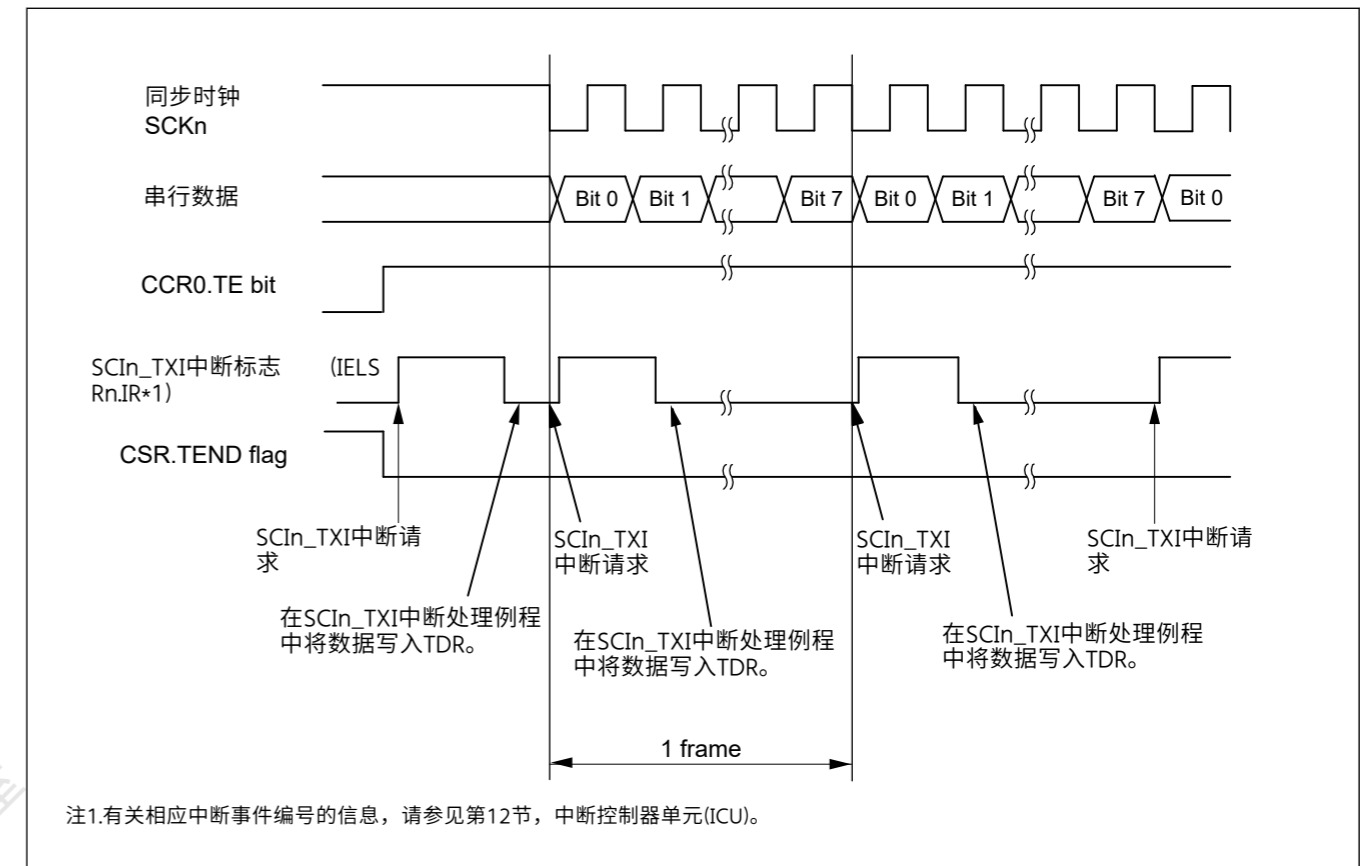 同步时钟
SCKn
串行数据
Bit 0 Bit 1 Bit 7 Bit 0 Bit 1 Bit 7 Bit 0
CCR0.TE bit
SCIn_TXI中断标志 (IELS
Rn.IR*1)
CSR.TEND flag
SCIn_TXI中断请
求
SCIn_TXI
中断请求
SCIn_TXI
中断请求
SCIn_TXI中断请
求
在SCIn_TXI中断处理例程
中将数据写入TDR。
在SCIn_TXI中断处理例程
中将数据写入TDR。
在SCIn_TXI中断处理例程
中将数据写入TDR。
1 frame
注1.有关相应中断事件编号的信息，请参见第12节，中断控制器单元(ICU)。